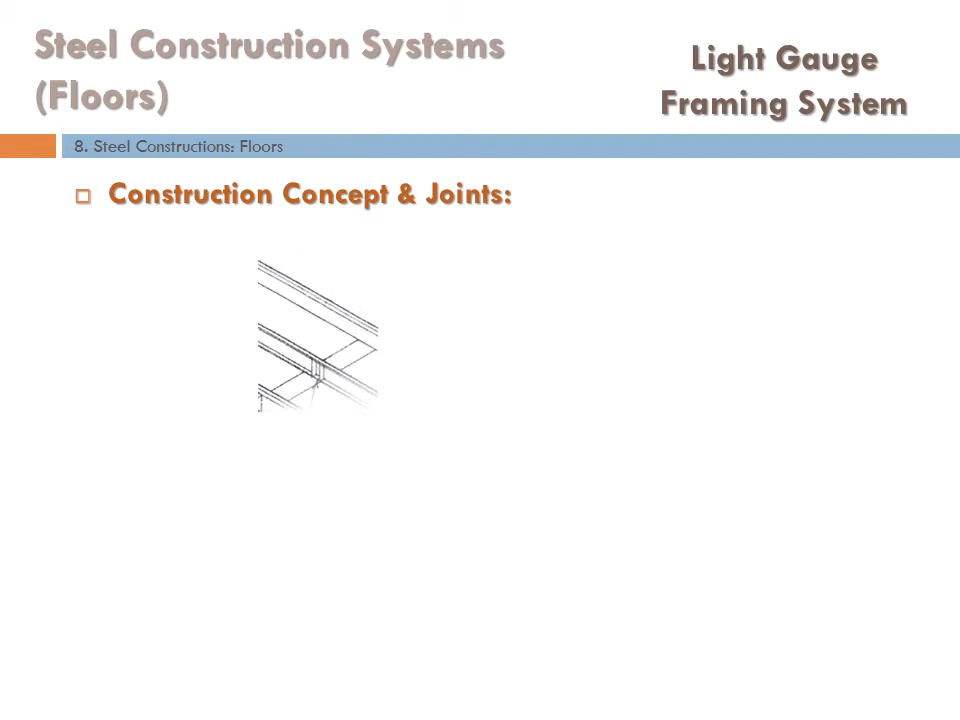 Steel Construction Systems
(Floors)
Light Gauge
Framing System
8. Steel Constructions: Floors
Construction Concept & Joints: